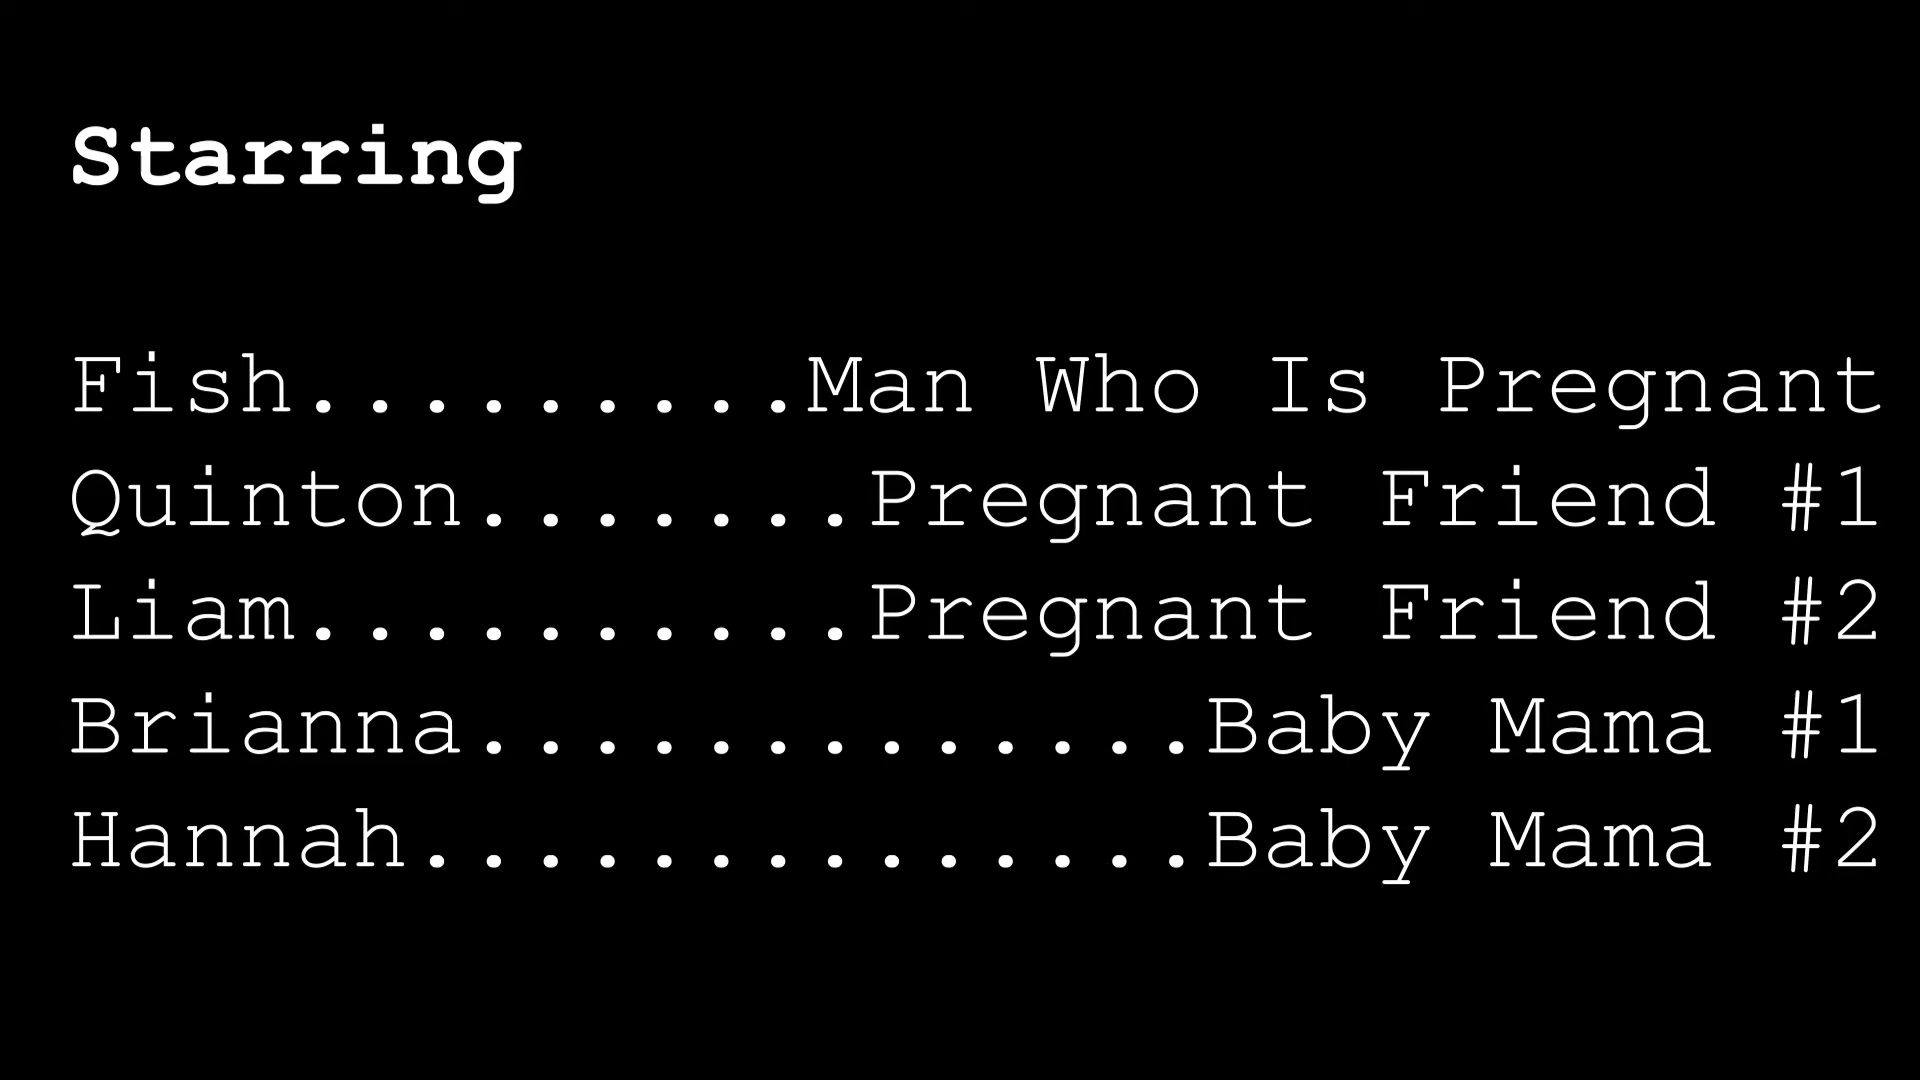 Starring
Fish.........Man Who Is Pregnant
Quinton.......Pregnant Friend #1
Liam..........Pregnant Friend #2
Brianna.............Baby Mama #1
Hannah..............Baby Mama #2